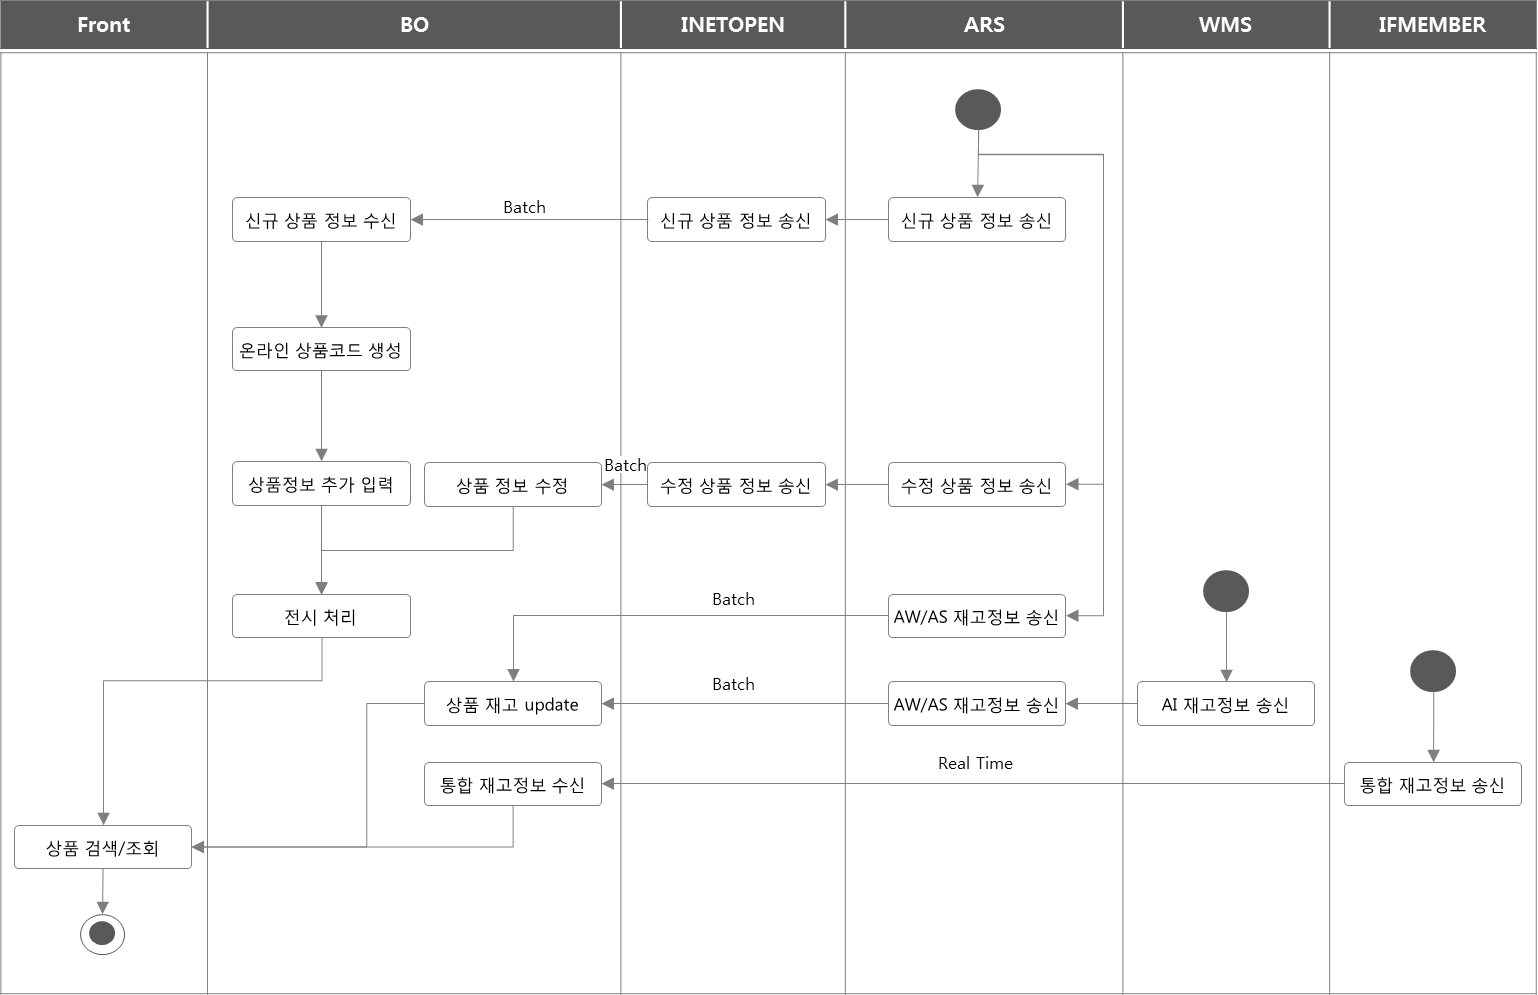 Front
BO
INETOPEN
ARS
WMS
IFMEMBER
신규 상품 정보 수신
Batch
신규 상품 정보 송신
신규 상품 정보 송신
온라인 상품코드 생성
상품정보 추가 입력
상품 정보 수정
Batch
수정 상품 정보 송신
수정 상품 정보 송신
전시 처리
Batch
AW/AS 재고정보 송신
상품 재고 update
Batch
AW/AS 재고정보 송신
AI 재고정보 송신
통합 재고정보 수신
Real Time
통합 재고정보 송신
상품 검색/조회